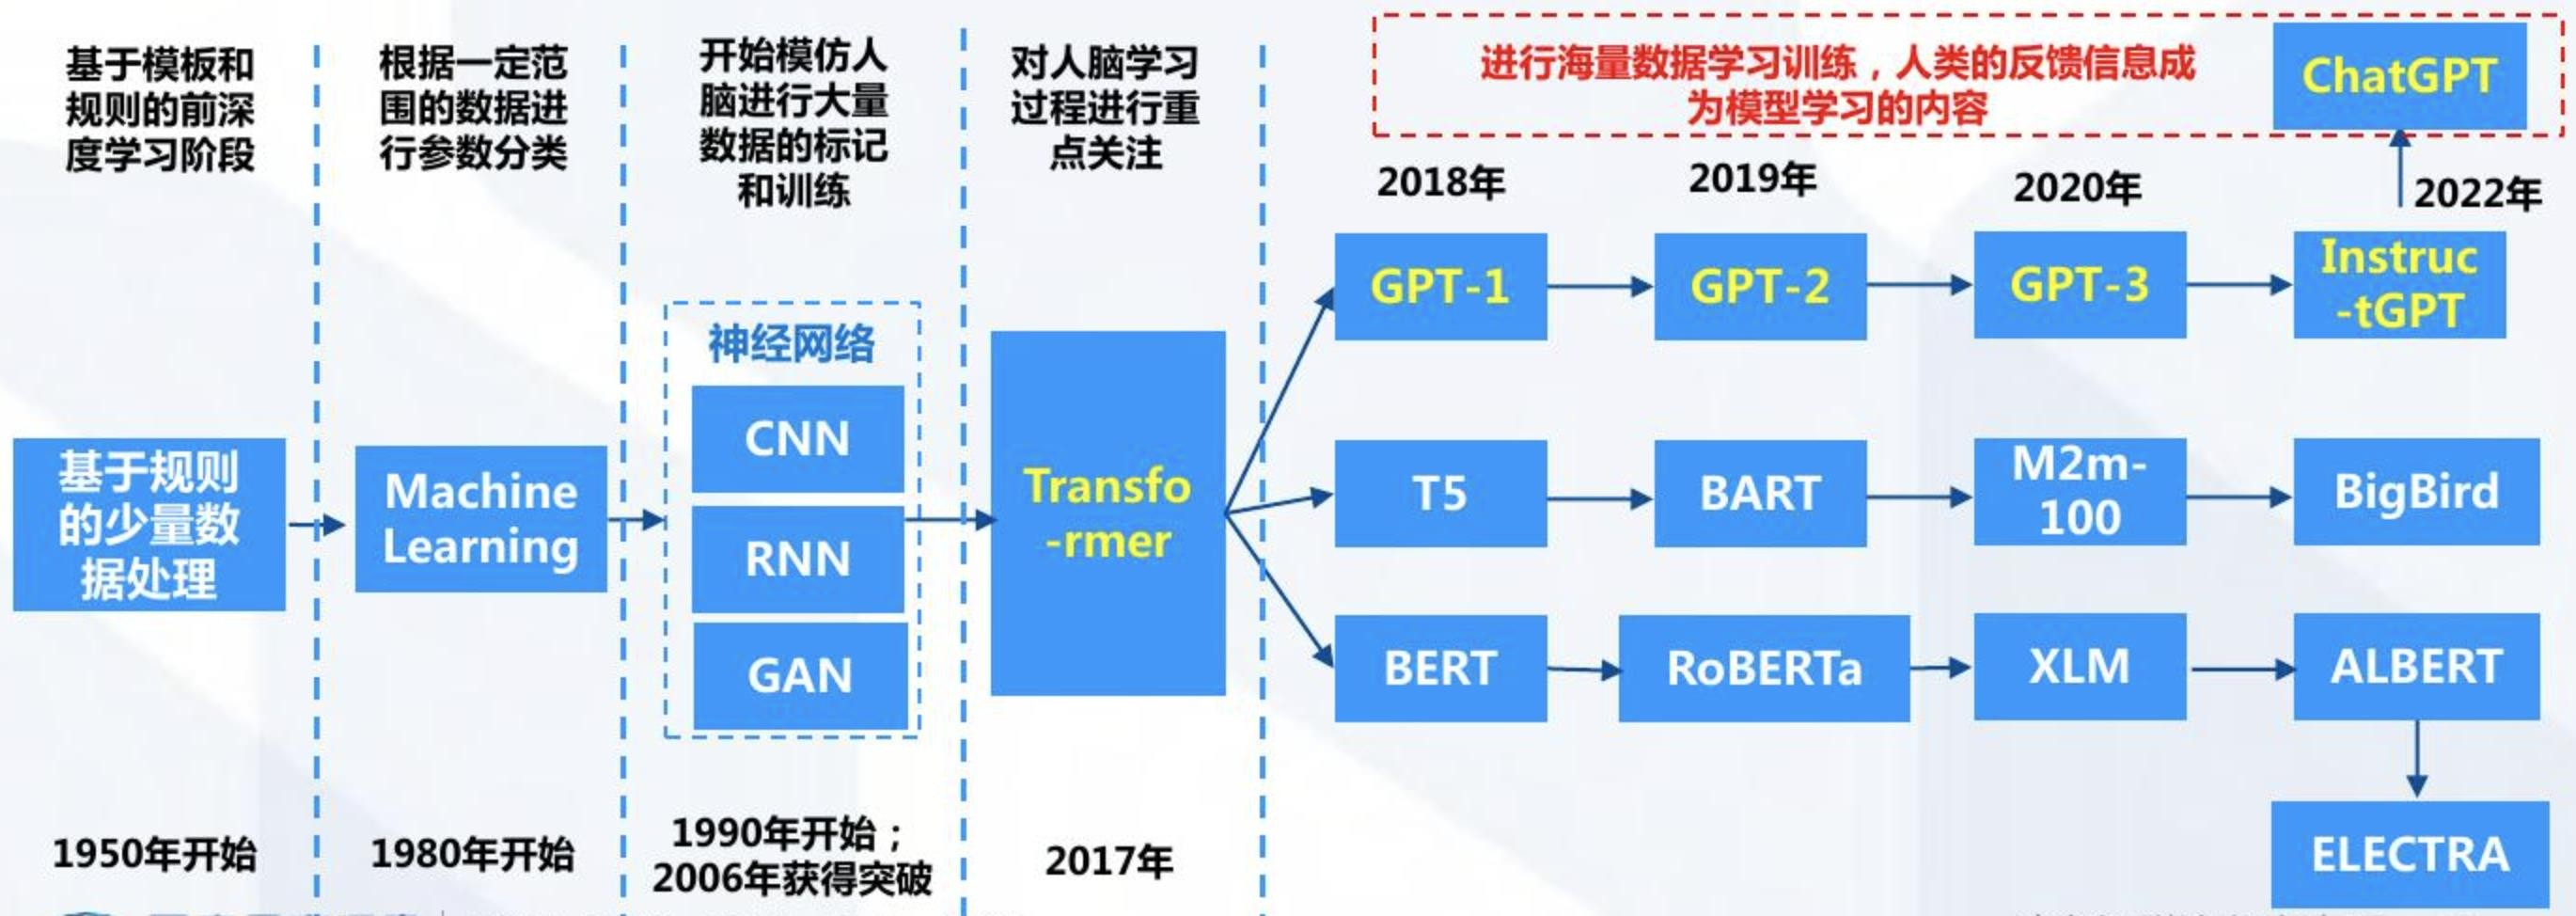 基于模板和
规则的前深
度学习阶段
根据一定范
围的数据进
行参数分类
开始模仿人
脑进行大量
数据的标记
和训练
对人脑学习
过程进行重
点关注
进行海量数据学习训练，人类的反馈信息成
为模型学习的内容
ChatGPT
2018年
2019年
2020年
2022年
GPT-1
GPT-2
GPT-3
Instruc
-tGPT
神经网络
CNN
RNN
GAN
基于规则
的少量数
据处理
Machine
Learning
Transfo
-rmer
T5
BART
M2m-
100
BigBird
BERT
RoBERTa
XLM
ALBERT
ELECTRA
1950年开始
1980年开始
1990年开始；
2006年获得突破
2017年